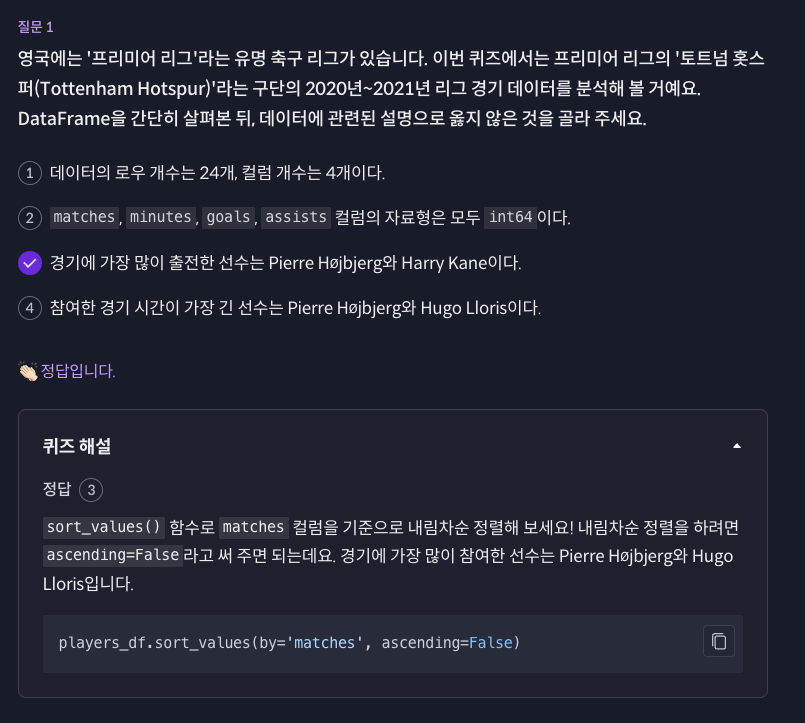 질문 1
영국에는 '프리미어 리그'라는 유명 축구 리그가 있습니다. 이번 퀴즈에서는 프리미어 리그의 '토트넘 홋스
퍼(Tottenham Hotspur)'라는 구단의 2020년~2021년 리그 경기 데이터를 분석해 볼 거예요.
DataFrame을 간단히 살펴본 뒤, 데이터에 관련된 설명으로 옳지 않은 것을 골라 주세요.
1 데이터의 로우 개수는 24개, 컬럼 개수는 4개이다.
2 matches, minutes, goals, assists 컬럼의 자료형은 모두 int64이다.
경기에 가장 많이 출전한 선수는 Pierre Højbjerg와 Harry Kane이다.
4 참여한 경기 시간이 가장 긴 선수는 Pierre Højbjerg와 Hugo Lloris이다.
👏🏻 정답입니다.
퀴즈 해설
정답 3
sort_values() 함수로 matches 컬럼을 기준으로 내림차순 정렬해 보세요! 내림차순 정렬을 하려면
ascending=False라고 써 주면 되는데요. 경기에 가장 많이 참여한 선수는 Pierre Højbjerg와 Hugo
Lloris입니다.
players_df.sort_values(by='matches', ascending=False)